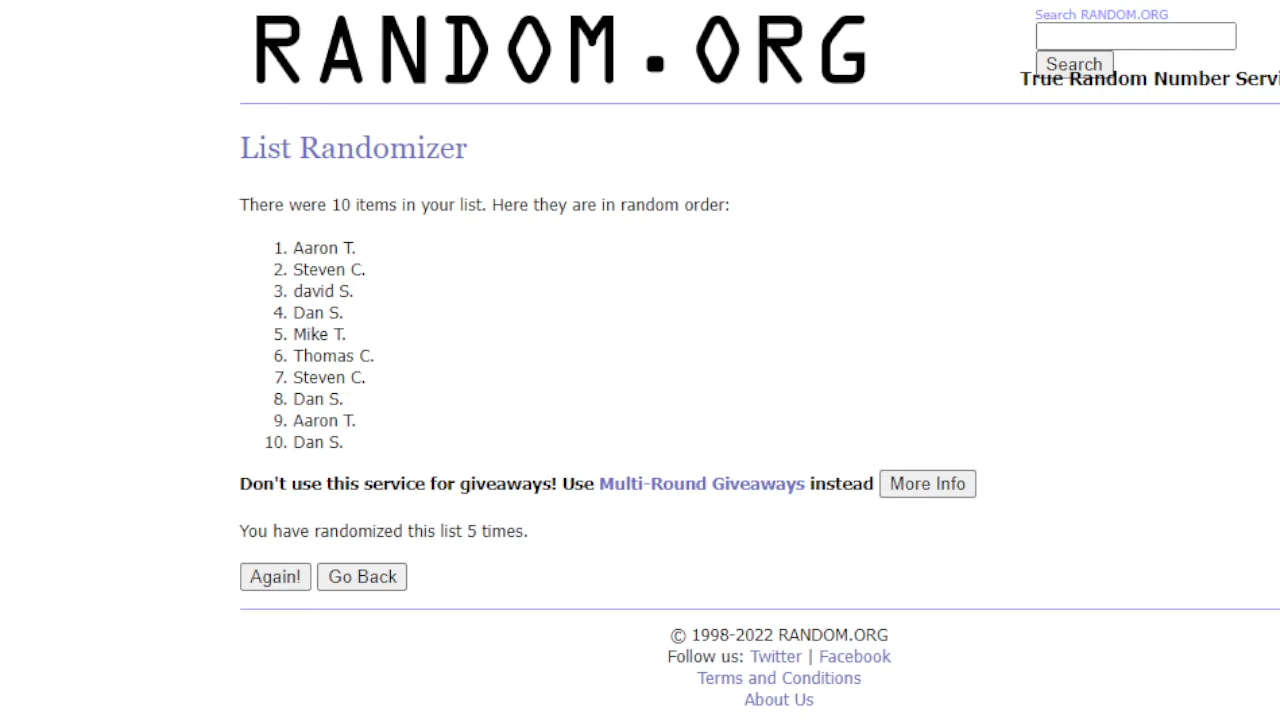 RANDOM.ORG
Search RANDOM.ORG
Search
True Random Number Servi
List Randomizer
There were 10 items in your list. Here they are in random order:
1. Aaron T.
2. Steven C.
3. david S.
4. Dan S.
5. Mike T.
6. Thomas C.
7. Steven C.
8. Dan S.
9. Aaron T.
10. Dan S.
Don't use this service for giveaways! Use Multi-Round Giveaways instead More Info
You have randomized this list 5 times.
Again! Go Back
© 1998-2022 RANDOM.ORG
Follow us: Twitter | Facebook
Terms and Conditions
About Us